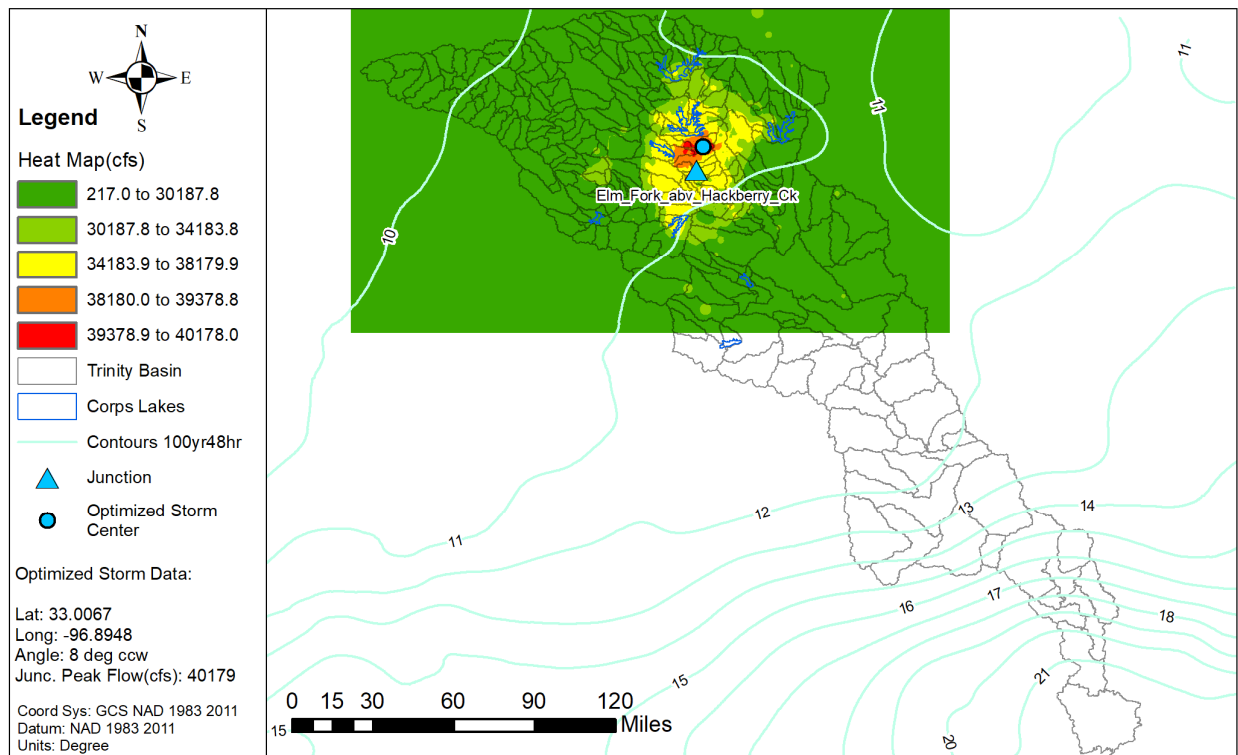 N
W E
S
Legend
Heat Map(cfs)
217.0 to 30187.8
30187.8 to 34183.8
34183.9 to 38179.9
38180.0 to 39378.8
39378.9 to 40178.0
Trinity Basin
Corps Lakes
Contours 100yr48hr
Junction
Optimized Storm
Center
Optimized Storm Data:
Lat: 33.0067
Long: -96.8948
Angle: 8 deg ccw
Junc. Peak Flow(cfs): 40179
Coord Sys: GCS NAD 1983 2011
Datum: NAD 1983 2011
Units: Degree
11
11
Elm_Fork_abv_Hackberry_Ck
10
12
13
14
11
16
17
18
15
21
20
15
0 15 30 60 90 120
Miles